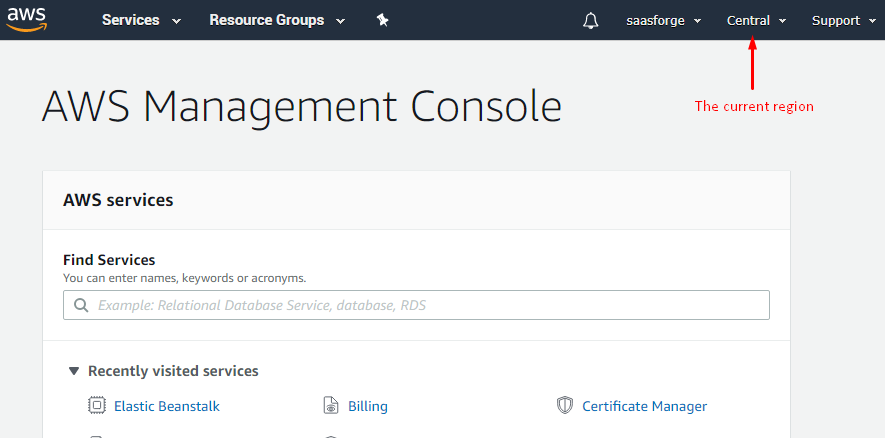 aws Services Resource Groups saasforge Central Support
The current region
AWS Management Console
AWS services
Find Services
You can enter names, keywords or acronyms.
Example: Relational Database Service, database, RDS
Recently visited services
Elastic Beanstalk Billing Certificate Manager